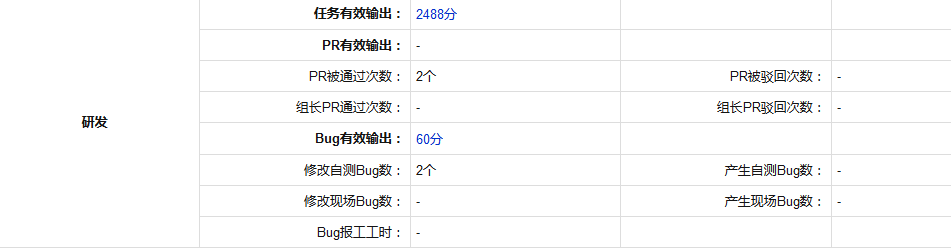 任务有效输出： 2488分
PR有效输出： -
PR被通过次数： 2个 PR被驳回次数： -
组长PR通过次数： - 组长PR驳回次数： -
研发
Bug有效输出： 60分
修改自测Bug数： 2个 产生自测Bug数： -
修改现场Bug数： - 产生现场Bug数： -
Bug报工工时： -